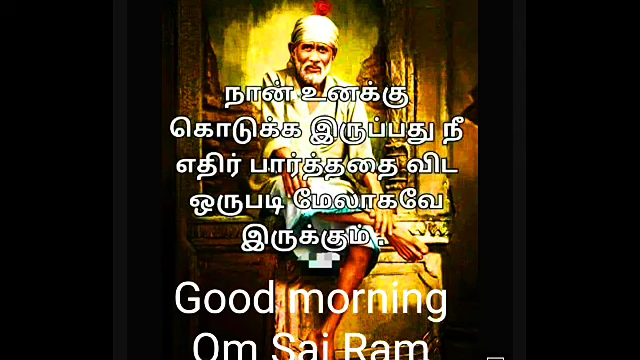 நான் உனக்கு
கொடுக்க இருப்பது நீ
எதிர் பார்த்ததை விட
ஒருபடி மேலாகவே
இருக்கும் .
Good morning
Om Sai Ram